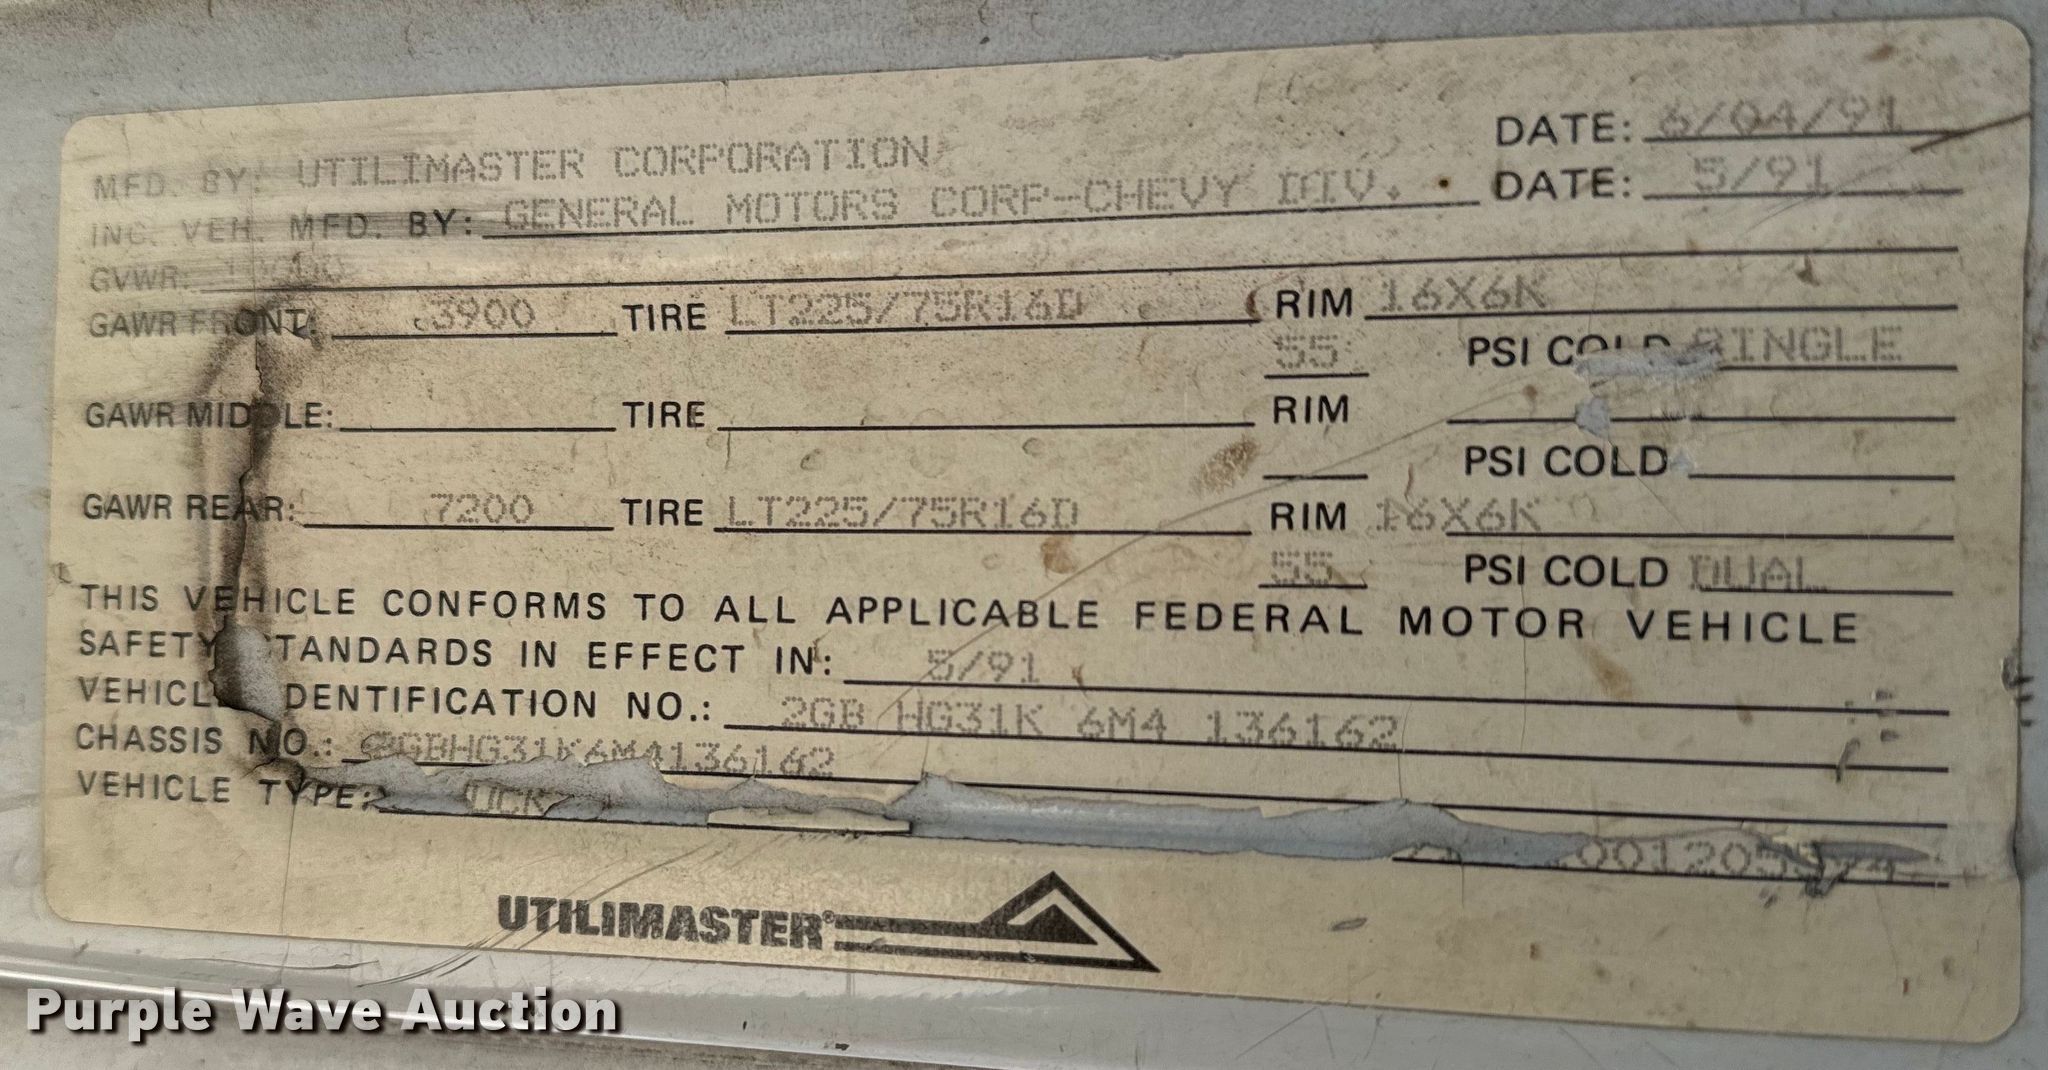 MFD. BY: UTILIMASTER CORPORATION DATE: 6/04/91
INC. VEH. MFD. BY: GENERAL MOTORS CORP-CHEVY DIV. DATE: 5/91
GVWR: 10000
GAWR FRONT: 3900 TIRE LT225/75R16D RIM 16X6K
55 PSI COLD SINGLE
GAWR MIDDLE: TIRE RIM
PSI COLD
GAWR REAR: 7200 TIRE LT225/75R16D RIM 16X6K
55 PSI COLD DUAL
THIS VEHICLE CONFORMS TO ALL APPLICABLE FEDERAL MOTOR VEHICLE
SAFETY STANDARDS IN EFFECT IN: 5/91
VEHICLE IDENTIFICATION NO.: 2GB HG31K 6M4 136162
CHASSIS NO.: 2GBHG31K6M4136162
VEHICLE TYPE:
UTILIMASTER®
Purple Wave Auction